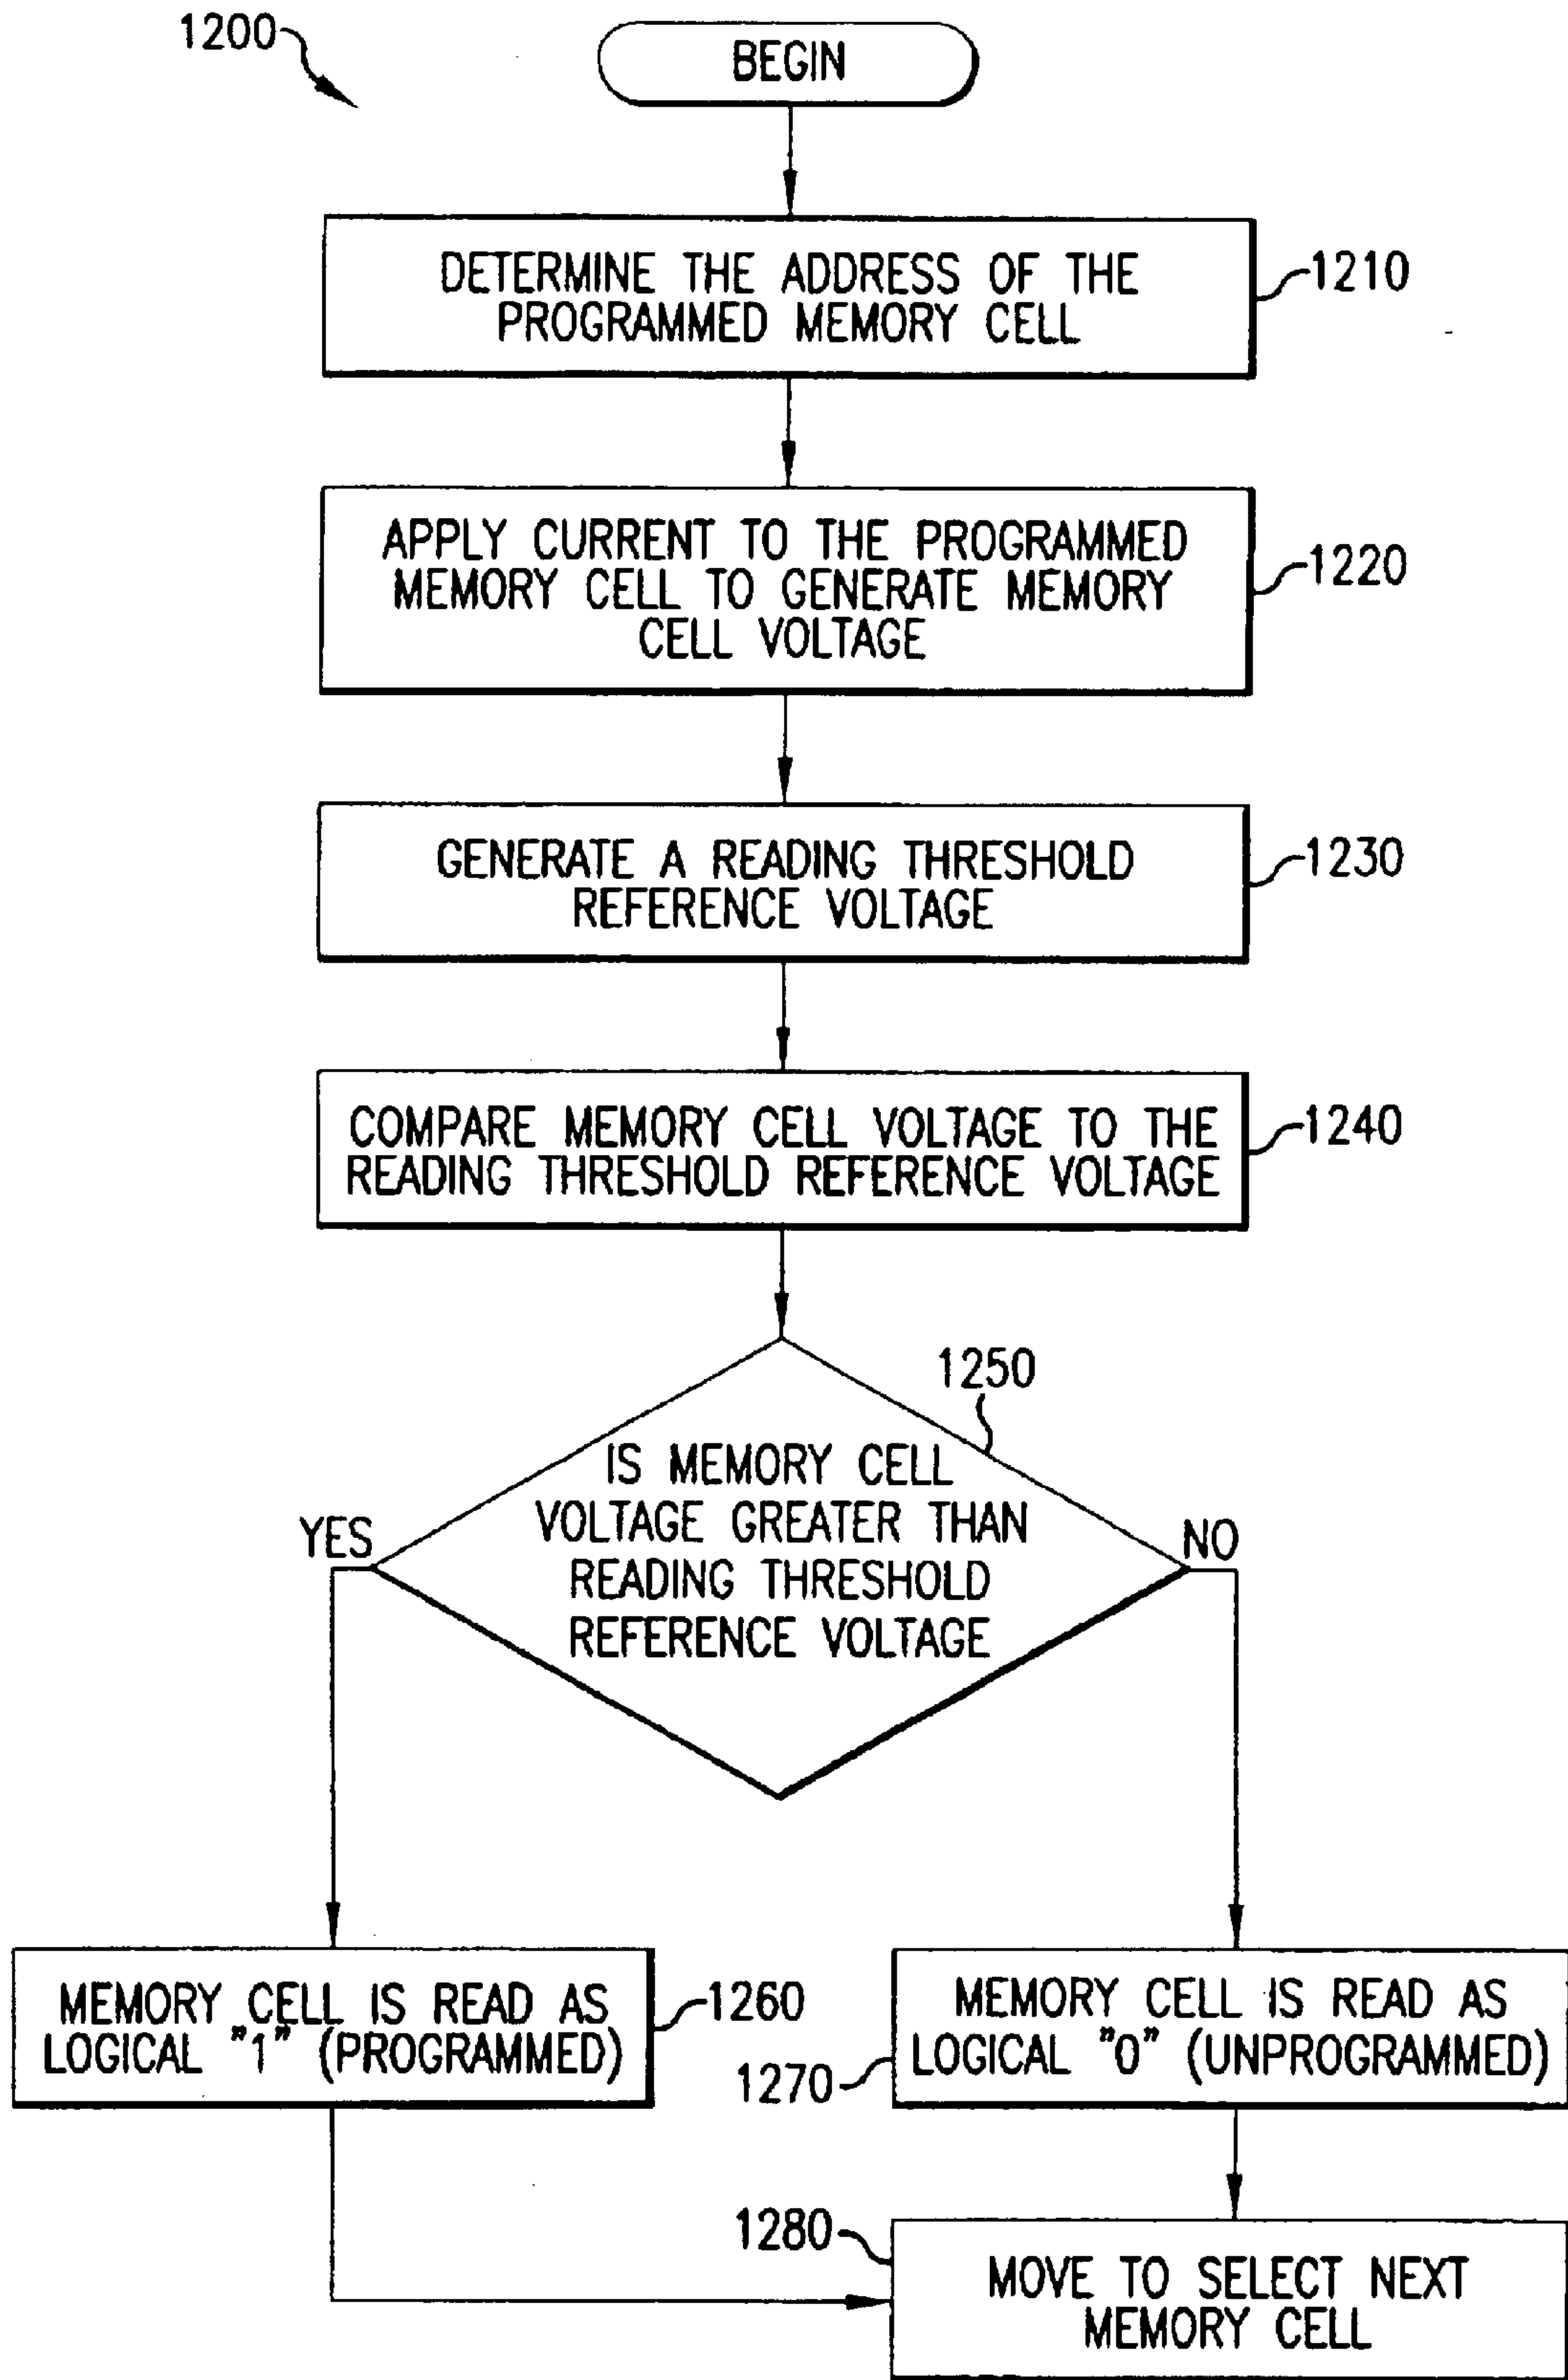 1200
BEGIN
DETERMINE THE ADDRESS OF THE
PROGRAMMED MEMORY CELL
1210
APPLY CURRENT TO THE PROGRAMMED
MEMORY CELL TO GENERATE MEMORY
CELL VOLTAGE
1220
GENERATE A READING THRESHOLD
REFERENCE VOLTAGE
1230
COMPARE MEMORY CELL VOLTAGE TO THE
READING THRESHOLD REFERENCE VOLTAGE
1240
1250
IS MEMORY CELL
VOLTAGE GREATER THAN
READING THRESHOLD
REFERENCE VOLTAGE
YES
NO
MEMORY CELL IS READ AS
LOGICAL "1" (PROGRAMMED)
1260
MEMORY CELL IS READ AS
LOGICAL "0" (UNPROGRAMMED)
1270
1280
MOVE TO SELECT NEXT
MEMORY CELL